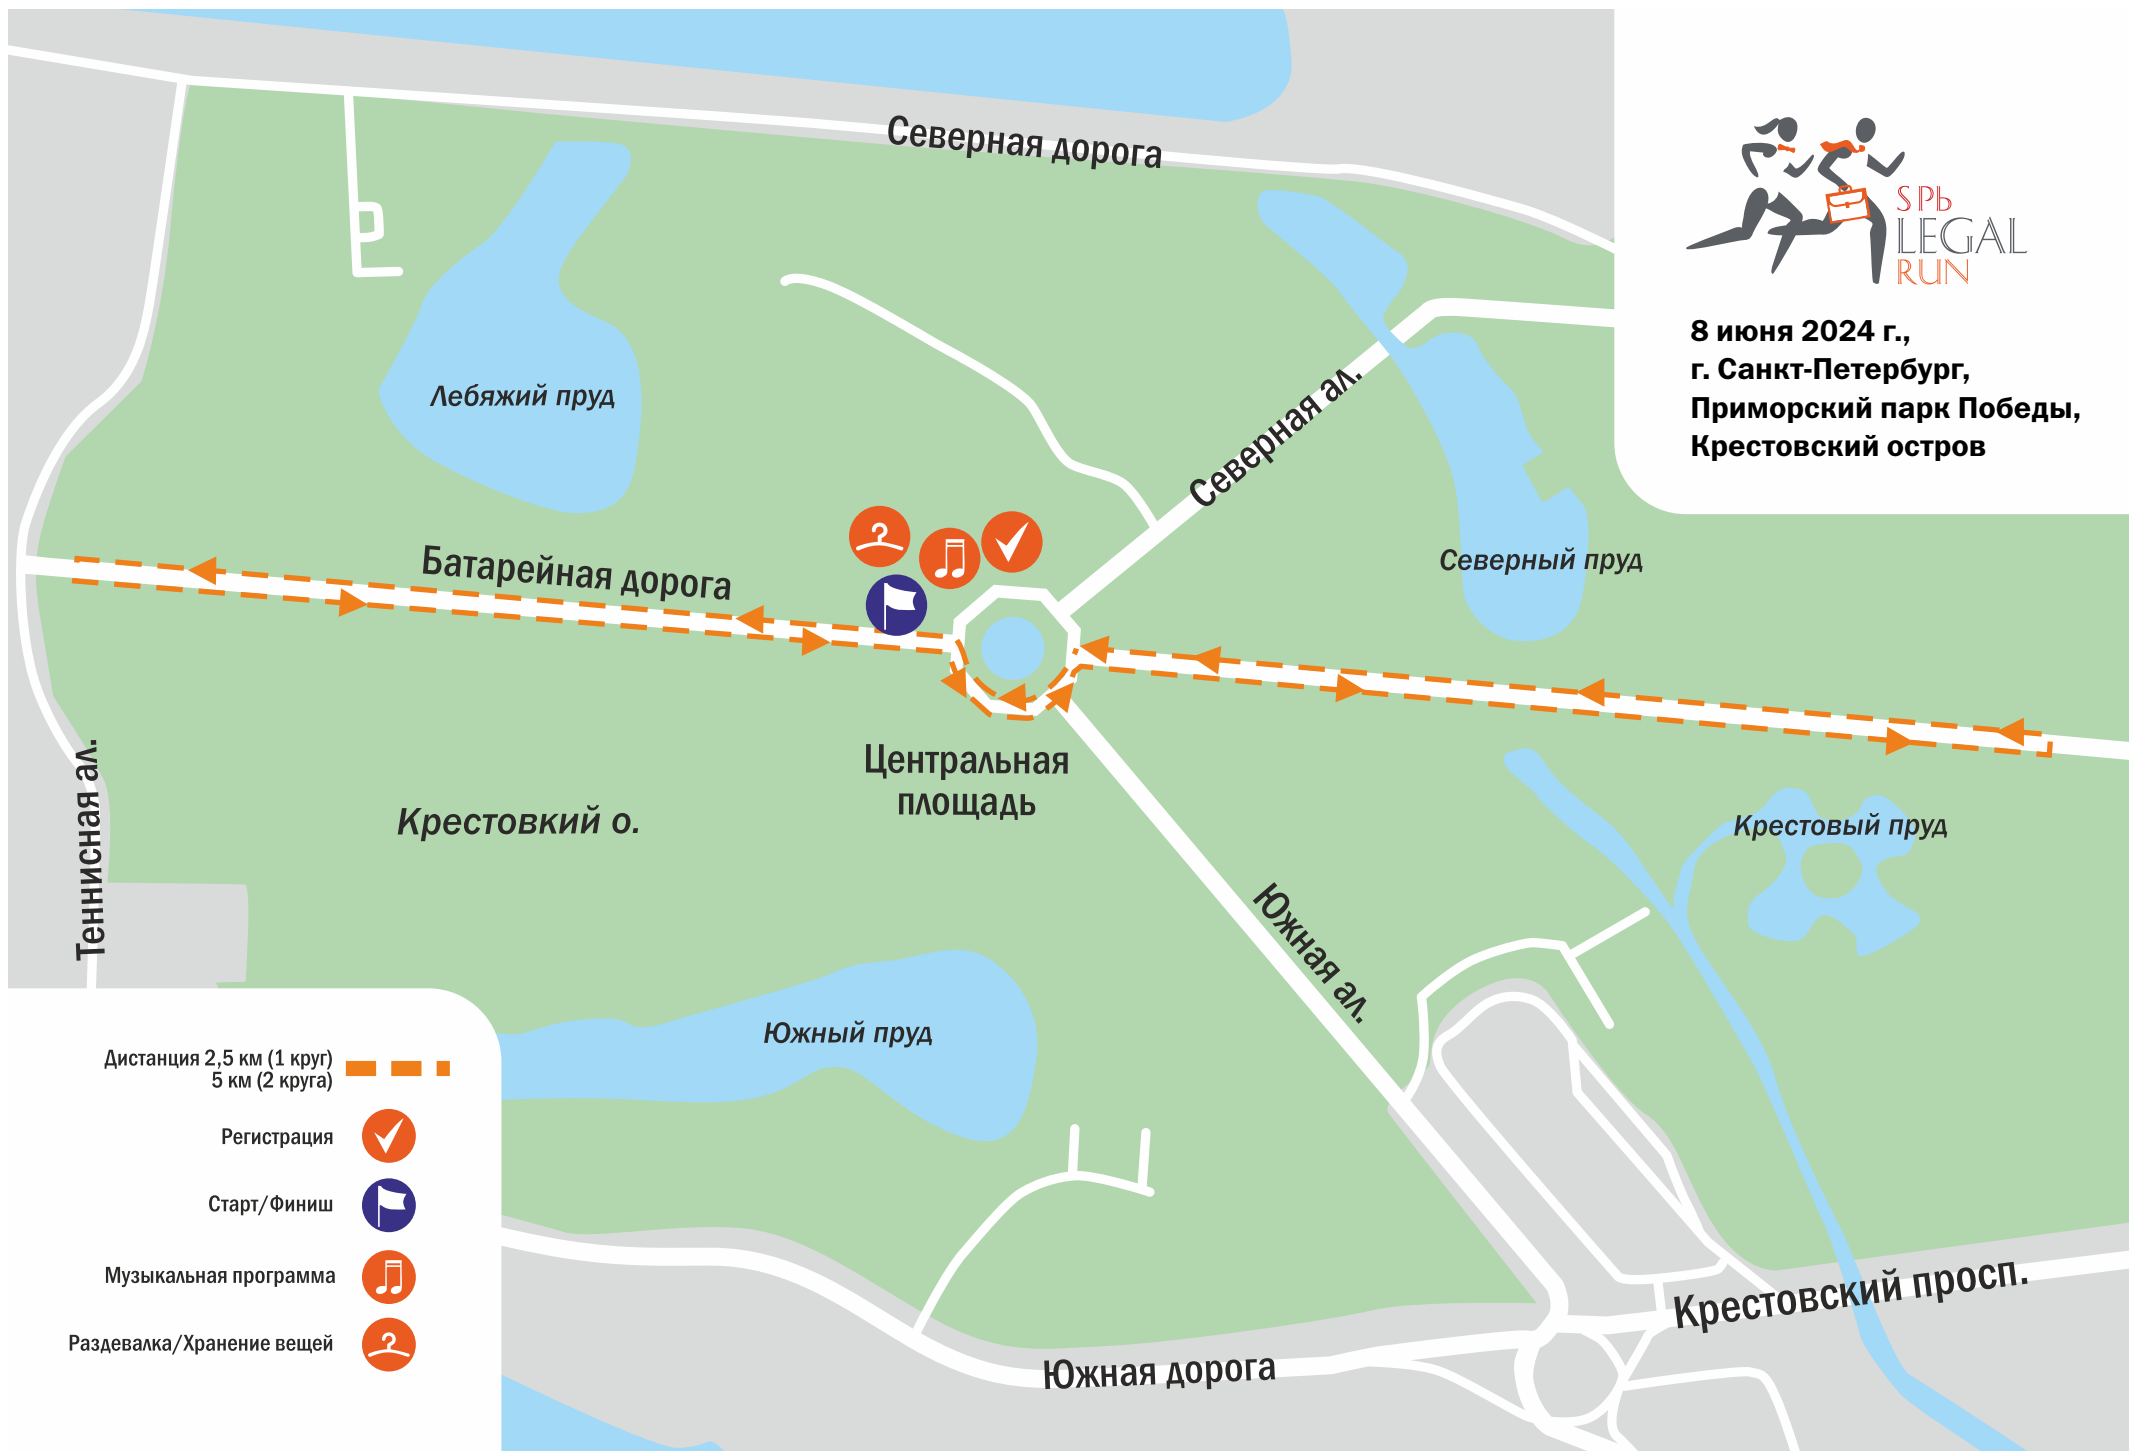 Северная дорога
SPb
LEGAL
RUN
8 июня 2024 г.,
г. Санкт-Петербург,
Приморский парк Победы,
Крестовский остров
Лебяжий пруд
Северная ал.
Северный пруд
Батарейная дорога
Центральная
площадь
Теннисная ал.
Крестовкий о.
Крестовый пруд
Южная ал.
Южный пруд
Дистанция 2,5 км (1 круг)
5 км (2 круга)
Регистрация
Старт/Финиш
Музыкальная программа
Раздевалка/Хранение вещей
Крестовский просп.
Южная дорога